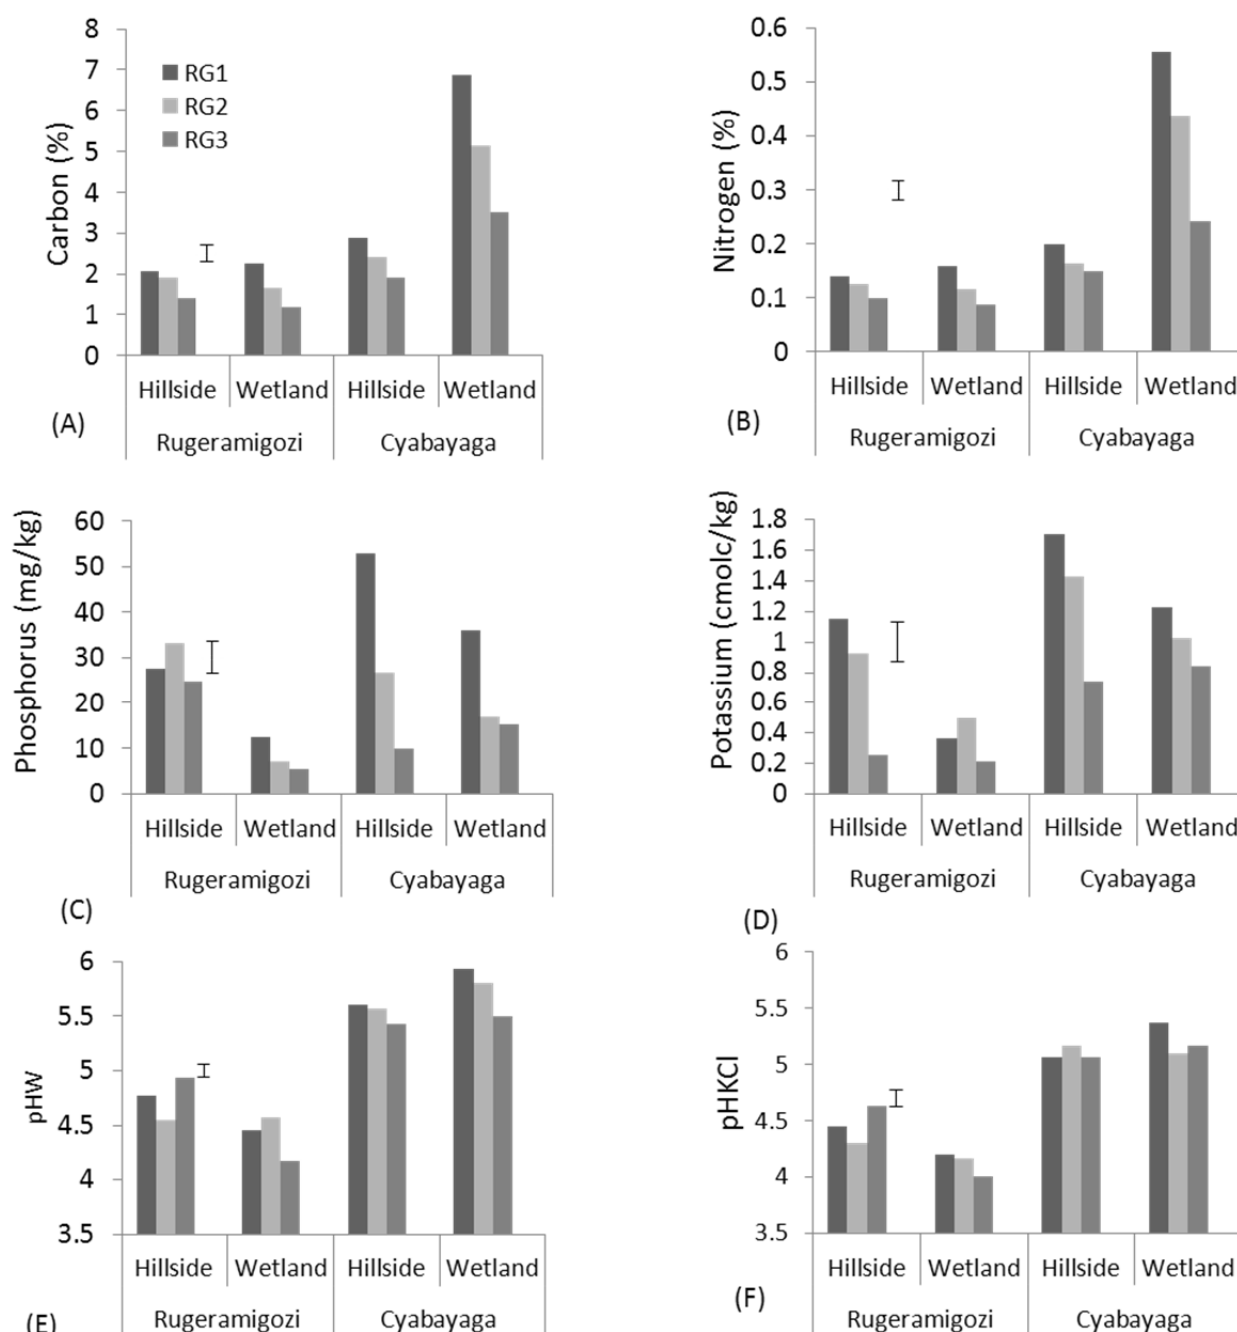 Carbon (%)
8
7
6
5
4
3
2
1
0
RG1
RG2
RG3
Hillside Wetland Hillside Wetland
Rugeramigozi Cyabayaga
(A)
Nitrogen (%)
0.6
0.5
0.4
0.3
0.2
0.1
0
Hillside Wetland Hillside Wetland
Rugeramigozi Cyabayaga
(B)
Phosphorus (mg/kg)
60
50
40
30
20
10
0
Hillside Wetland Hillside Wetland
Rugeramigozi Cyabayaga
(C)
Potassium (cmolc/kg)
1.8
1.6
1.4
1.2
1
0.8
0.6
0.4
0.2
0
Hillside Wetland Hillside Wetland
Rugeramigozi Cyabayaga
(D)
pHW
6
5.5
5
4.5
4
3.5
Hillside Wetland Hillside Wetland
Rugeramigozi Cyabayaga
(E)
pHKCl
6
5.5
5
4.5
4
3.5
Hillside Wetland Hillside Wetland
Rugeramigozi Cyabayaga
(F)